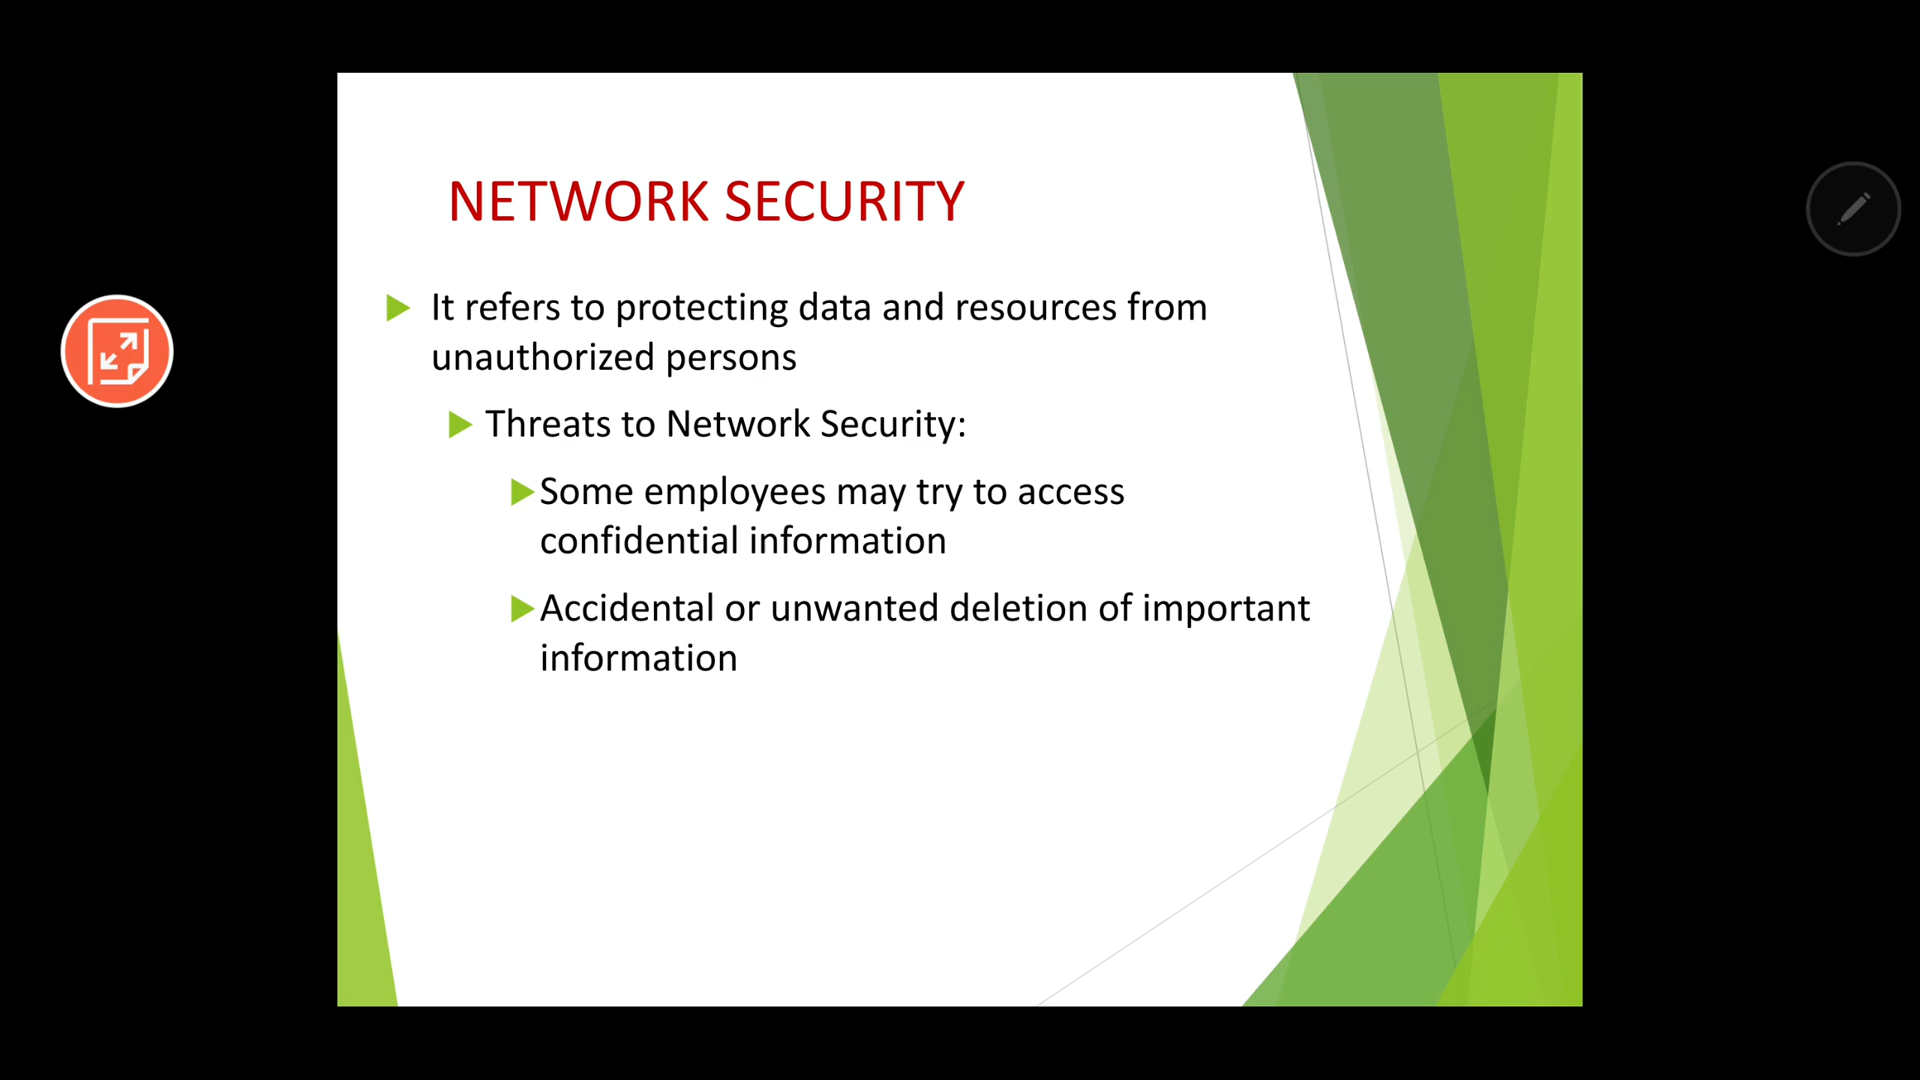 NETWORK SECURITY
It refers to protecting data and resources from
unauthorized persons
Threats to Network Security:
Some employees may try to access
confidential information
Accidental or unwanted deletion of important
information